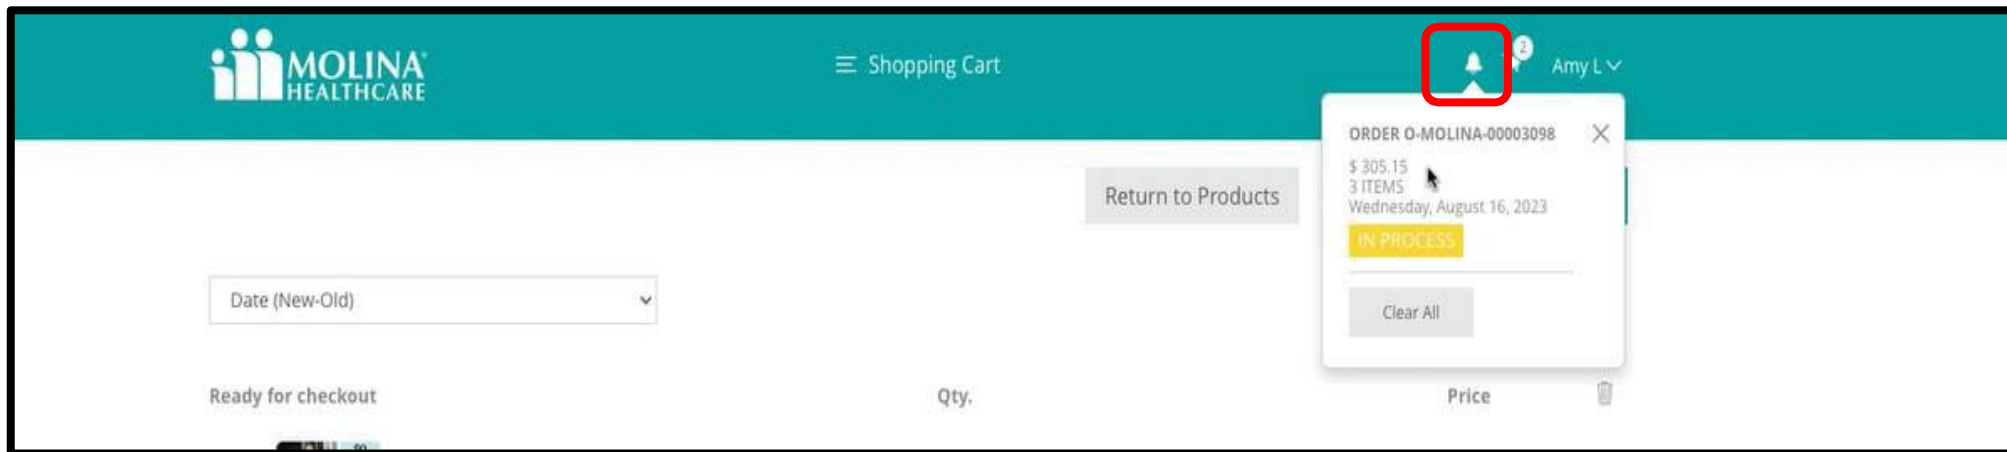 MOLINA®
HEALTHCARE
Shopping Cart
2
Amy L
ORDER O-MOLINA-00003098
$ 305.15
3 ITEMS
Wednesday, August 16, 2023
IN PROCESS
Clear All
Return to Products
Date (New-Old)
Ready for checkout
Qty.
Price